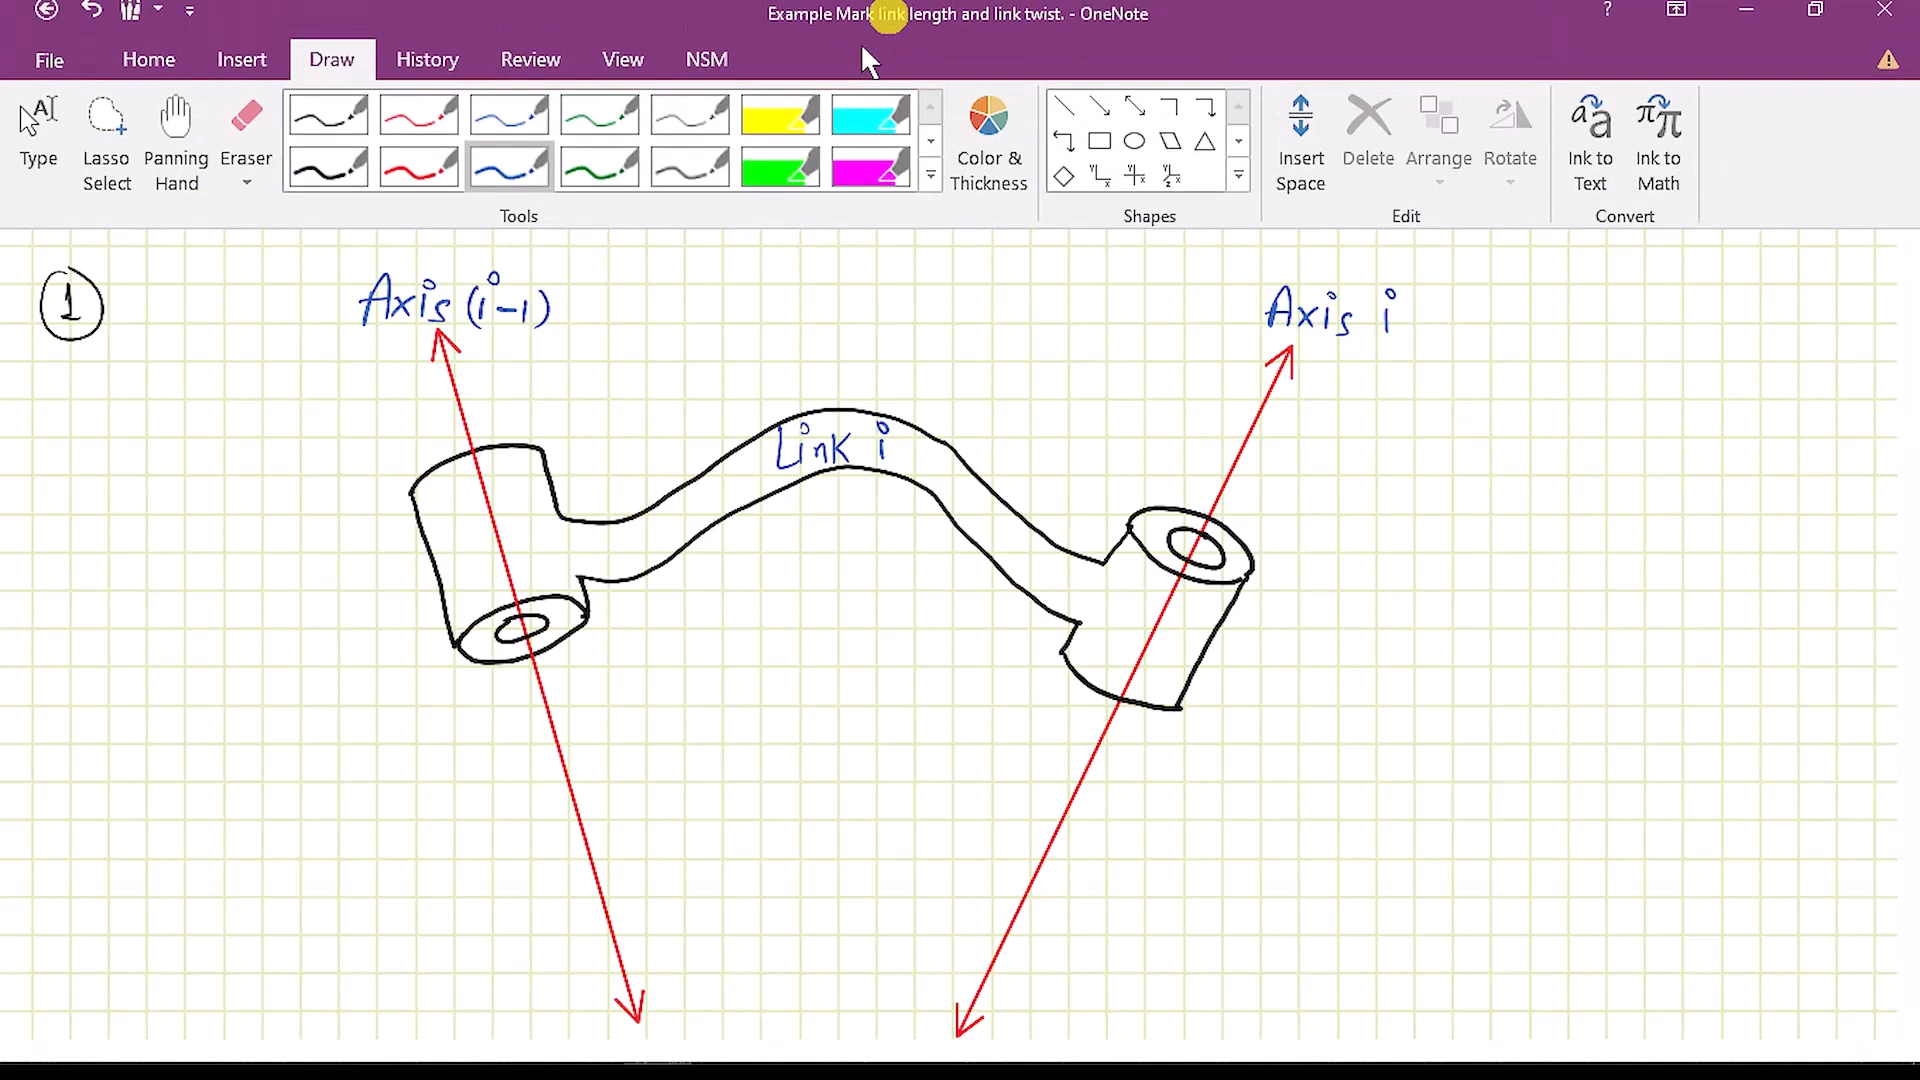 Example Mark link length and link twist. - OneNote
?
File Home Insert Draw History Review View NSM
Type
Lasso Select
Panning Hand
Eraser
Color & Thickness
Insert Space
Delete
Arrange
Rotate
Ink to Text
Ink to Math
Tools
Shapes
Edit
Convert
1
Axis (i-1)
Axis i
Link i